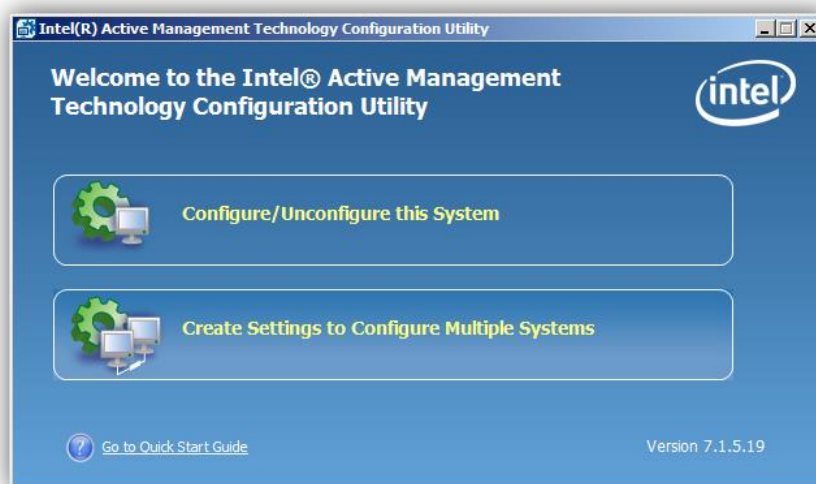 Intel(R) Active Management Technology Configuration Utility
Welcome to the Intel® Active Management
Technology Configuration Utility
intel
Configure/Unconfigure this System
Create Settings to Configure Multiple Systems
? Go to Quick Start Guide
Version 7.1.5.19